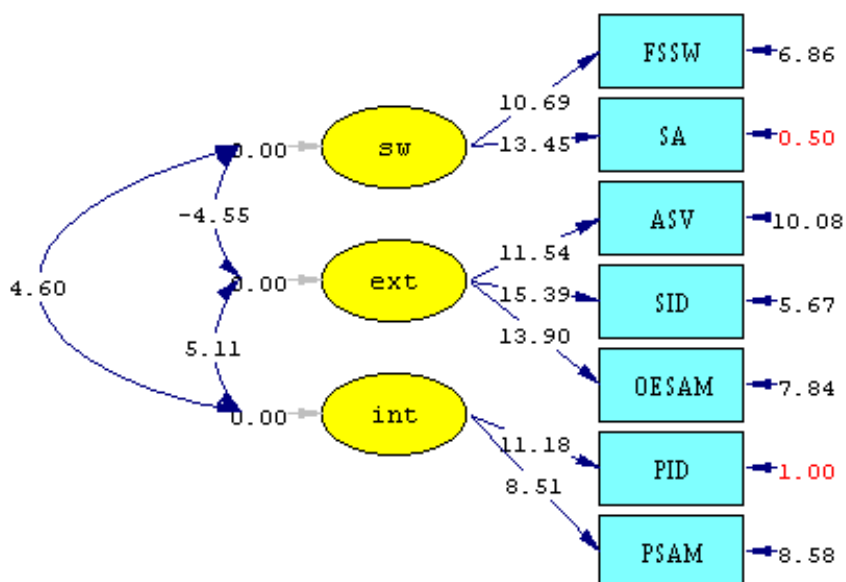 FSSW
6.86
10.69
SA
0.50
0.00
sw
13.45
ASV
10.08
-4.55
11.54
0.00
ext
15.39
SID
5.67
4.60
13.90
5.11
OESAM
7.84
0.00
int
11.18
PID
1.00
8.51
PSAM
8.58